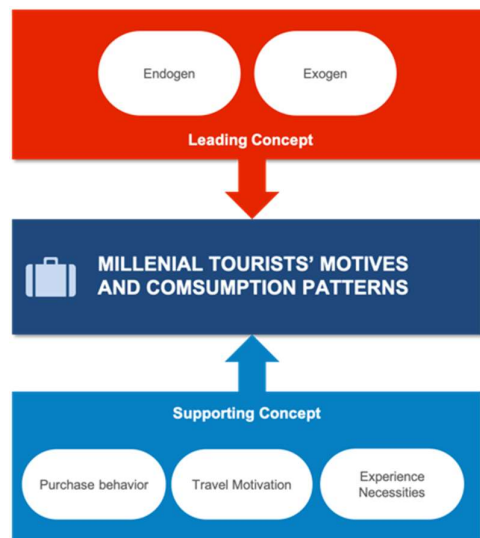 Endogen
Exogen
Leading Concept
MILLENIAL TOURISTS’ MOTIVES
AND COMSUMPTION PATTERNS
Supporting Concept
Purchase behavior
Travel Motivation
Experience
Necessities